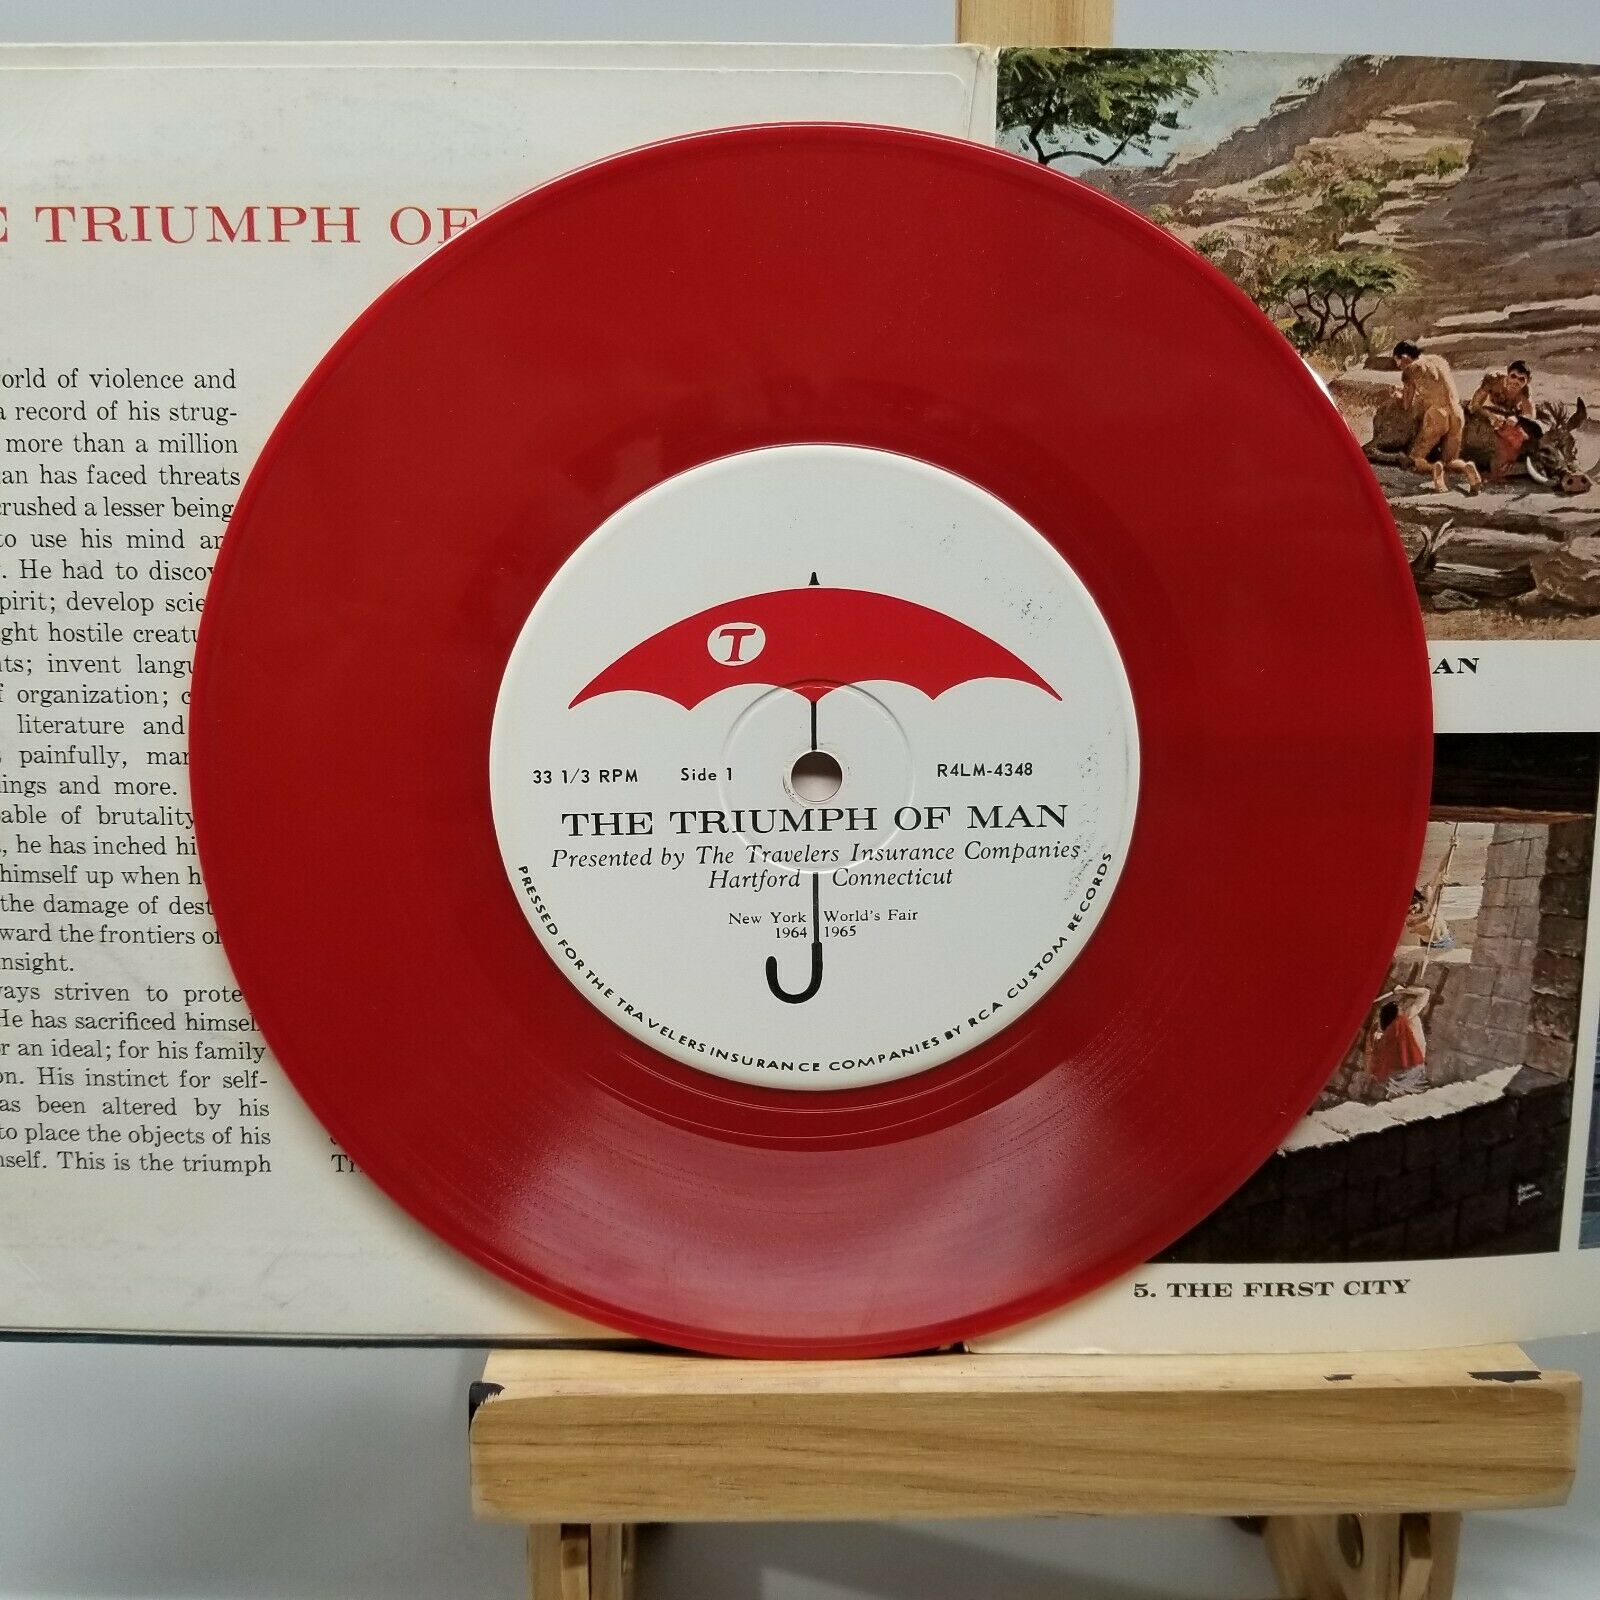 TRIUMPH OF
orld of violence and
a record of his strug-
more than a million
an has faced threats
crushed a lesser being
to use his mind an
. He had to discov
pirit; develop scie
ght hostile creatu
ts; invent langu
f organization; c
literature and
painfully, mar
ings and more.
able of brutality
, he has inched hi
himself up when h
the damage of dest
ward the frontiers of
nsight.
ays striven to prote
He has sacrificed himsel
r an ideal; for his family
on. His instinct for self-
as been altered by his
to place the objects of his
self. This is the triumph
T
33 1/3 RPM Side 1 R4LM-4348
THE TRIUMPH OF MAN
Presented by The Travelers Insurance Companies
Hartford Connecticut
New York World's Fair
1964 1965
PRESSED FOR THE TRAVELERS INSURANCE COMPANIES BY RCA CUSTOM RECORDS
AN
5. THE FIRST CITY